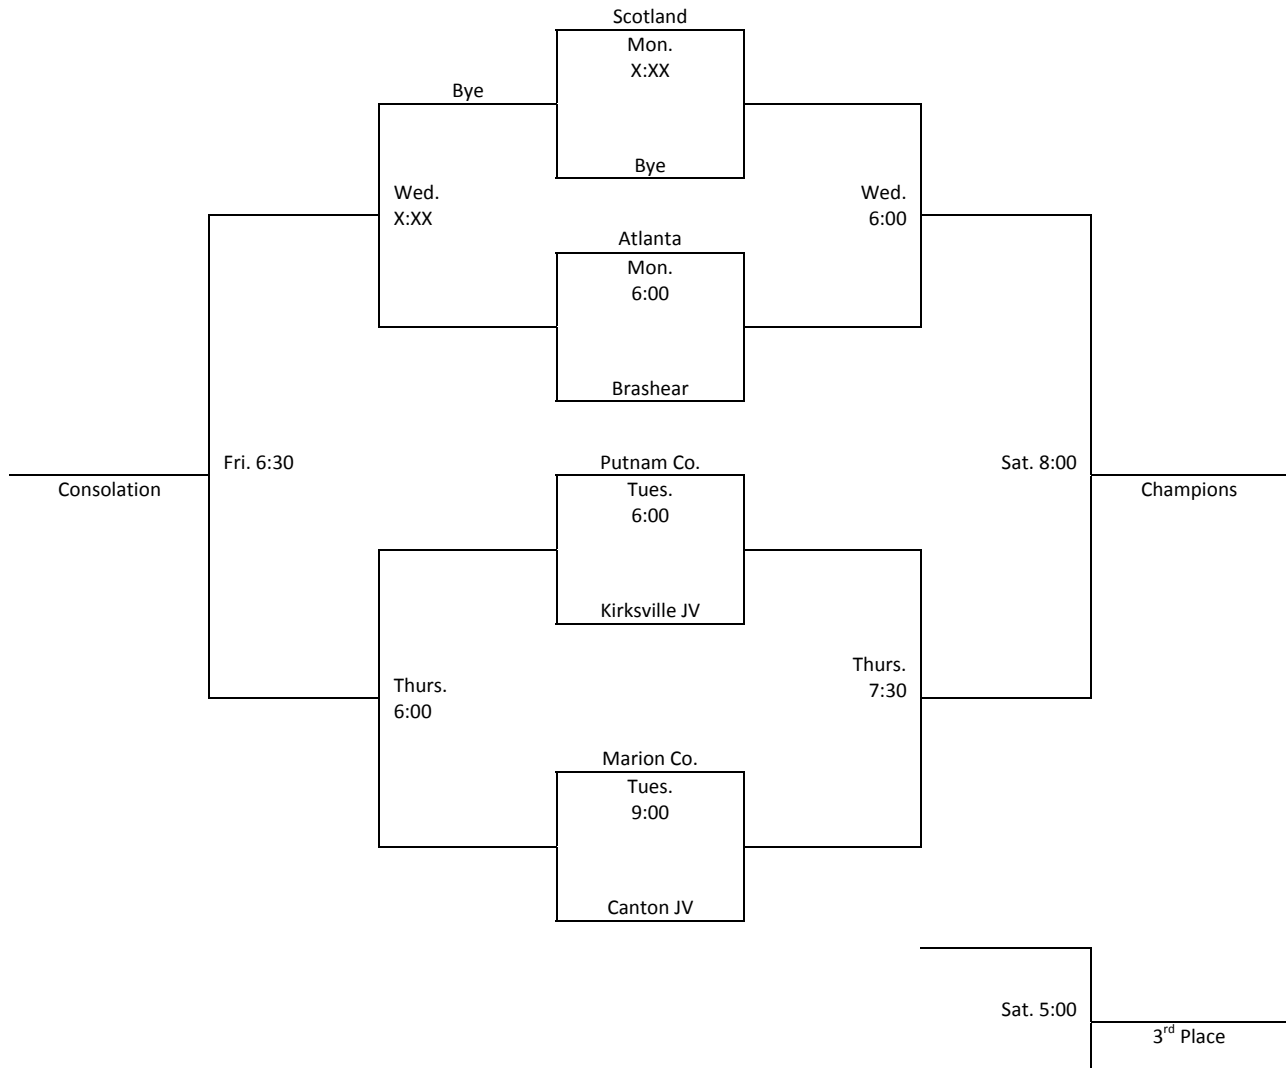 Scotland
Mon.
X:XX
Bye
Bye
Wed.
X:XX
Wed.
6:00
Atlanta
Mon.
6:00
Brashear
Fri. 6:30
Putnam Co.
Sat. 8:00
Consolation
Tues.
6:00
Champions
Kirksville JV
Thurs.
6:00
Thurs.
7:30
Marion Co.
Tues.
9:00
Canton JV
Sat. 5:00
3rd Place